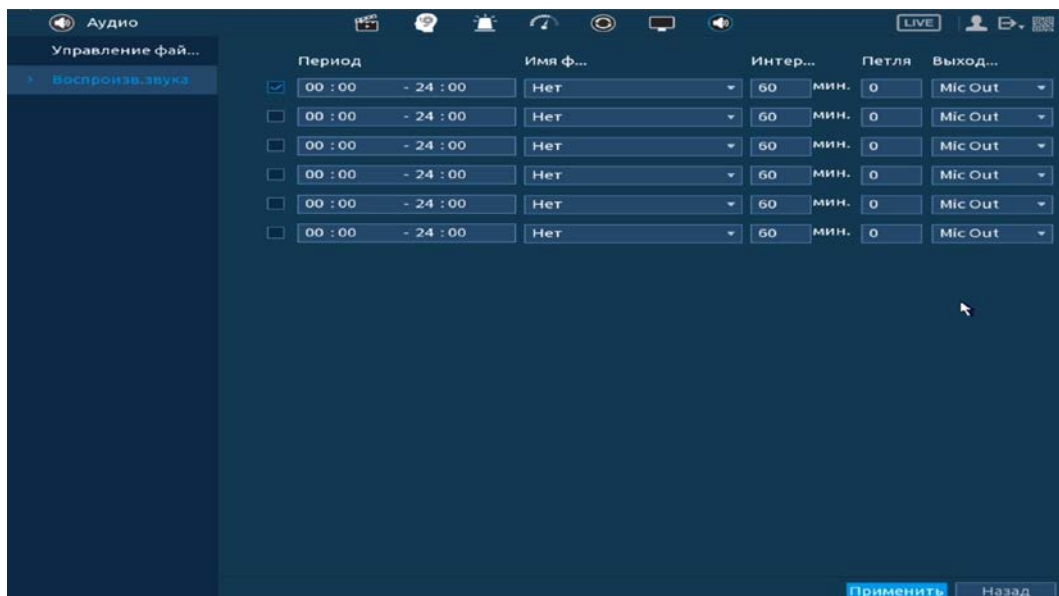 Аудио LIVE
Управление фай...
Воспроизв.звука
Период Имя ф... Интер... Петля Выход...
00 : 00 - 24 : 00 Нет 60 мин. 0 Mic Out
00 : 00 - 24 : 00 Нет 60 мин. 0 Mic Out
00 : 00 - 24 : 00 Нет 60 мин. 0 Mic Out
00 : 00 - 24 : 00 Нет 60 мин. 0 Mic Out
00 : 00 - 24 : 00 Нет 60 мин. 0 Mic Out
00 : 00 - 24 : 00 Нет 60 мин. 0 Mic Out
Применить Назад